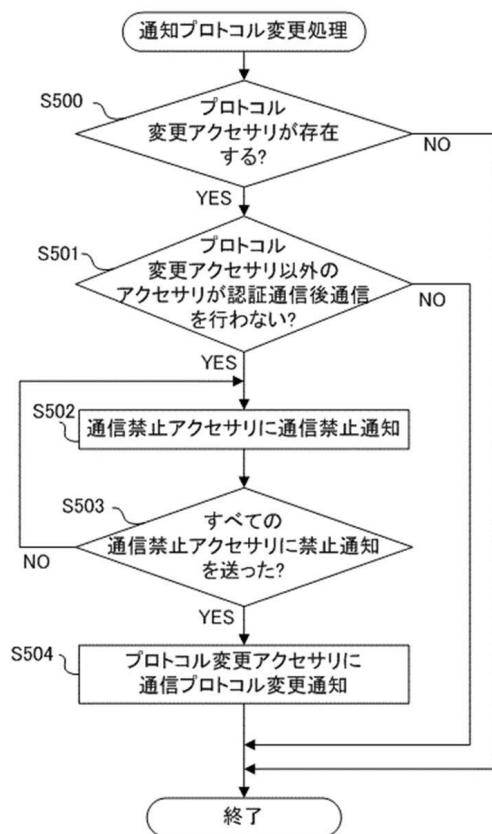 通知プロトコル変更処理
S500
プロトコル
変更アクセサリが存在
する?
NO
YES
S501
プロトコル
変更アクセサリ以外の
アクセサリが認証通信後通信
を行わない?
NO
YES
S502
通信禁止アクセサリに通信禁止通知
S503
すべての
通信禁止アクセサリに禁止通知
を送った?
NO
YES
S504
プロトコル変更アクセサリに
通信プロトコル変更通知
終了